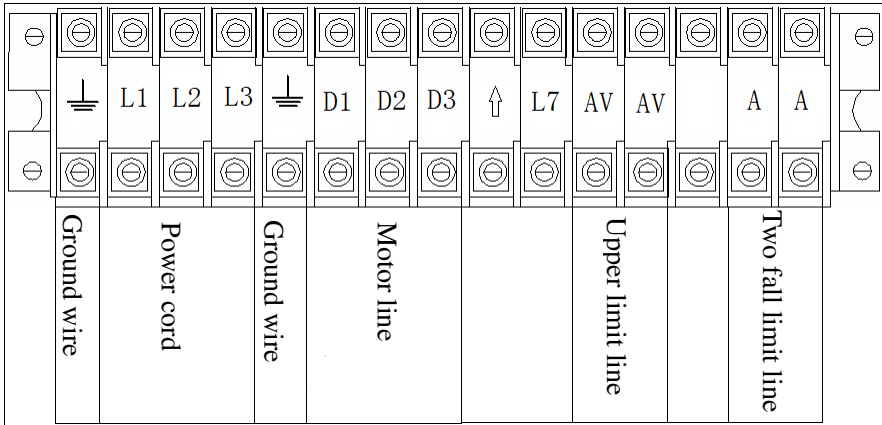 L1 L2 L3 D1 D2 D3 L7 AV AV A A
Ground wire
Power cord
Ground wire
Motor line
Upper limit line
Two fall limit line